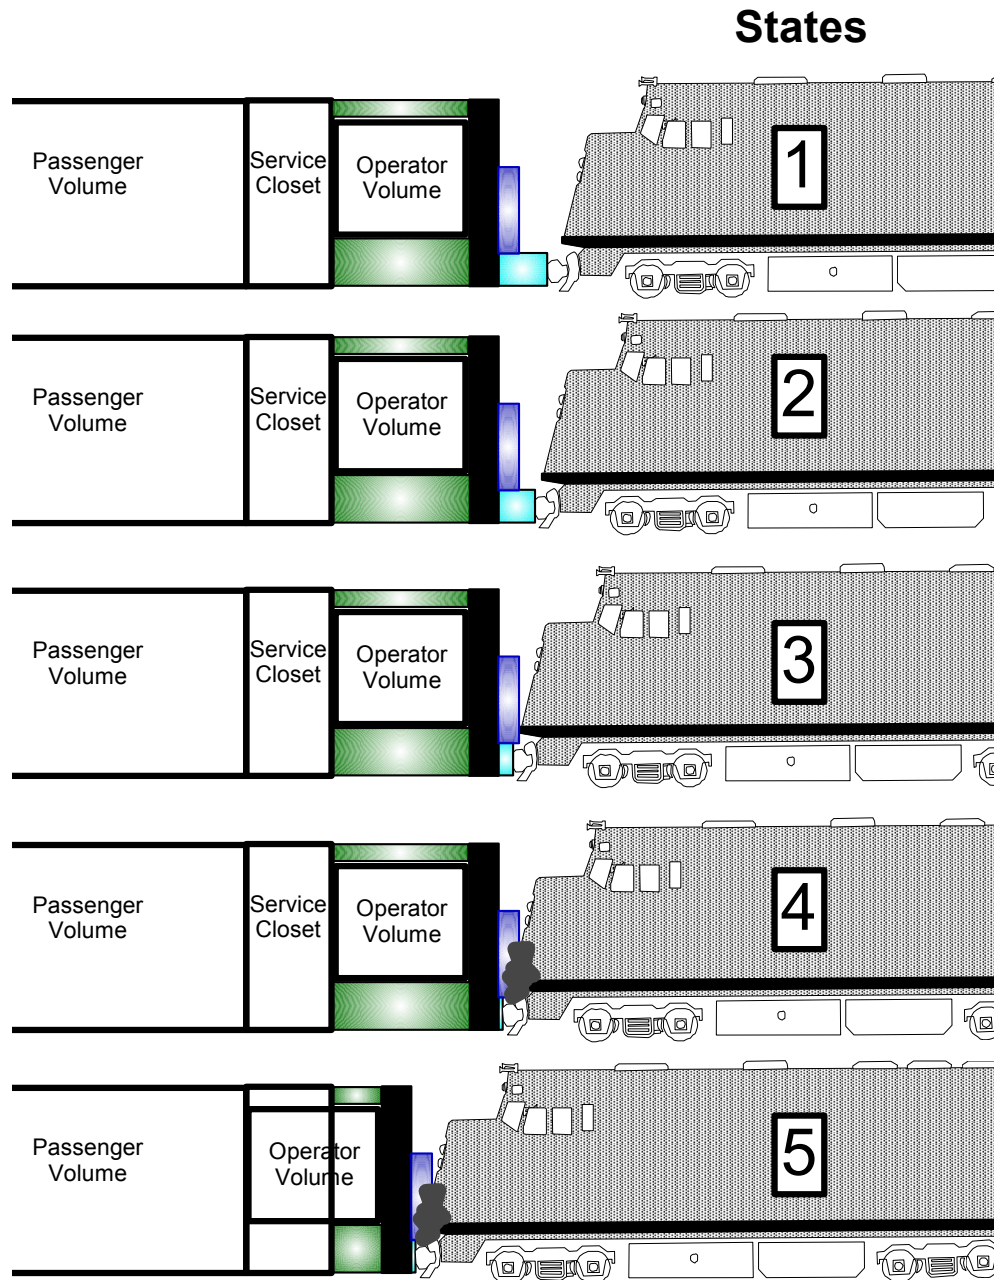 States
Passenger
Volume
Service
Closet
Operator
Volume
1
Passenger
Volume
Service
Closet
Operator
Volume
2
Passenger
Volume
Service
Closet
Operator
Volume
3
Passenger
Volume
Service
Closet
Operator
Volume
4
Passenger
Volume
Operator
Volume
5